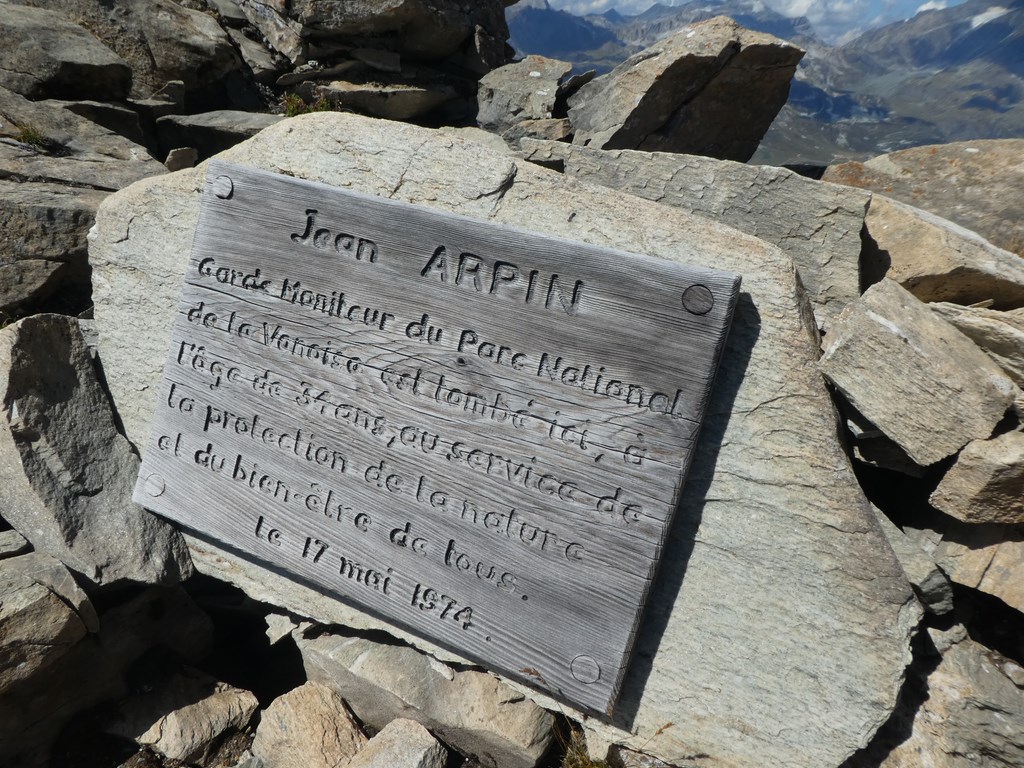 Jean ARPIN
Garde Moniteur du Parc National
de la Vanoise est tombé ici, à
l'âge de 34 ans, au service de
la protection de la nature
et du bien-être de tous.
le 17 mai 1974.